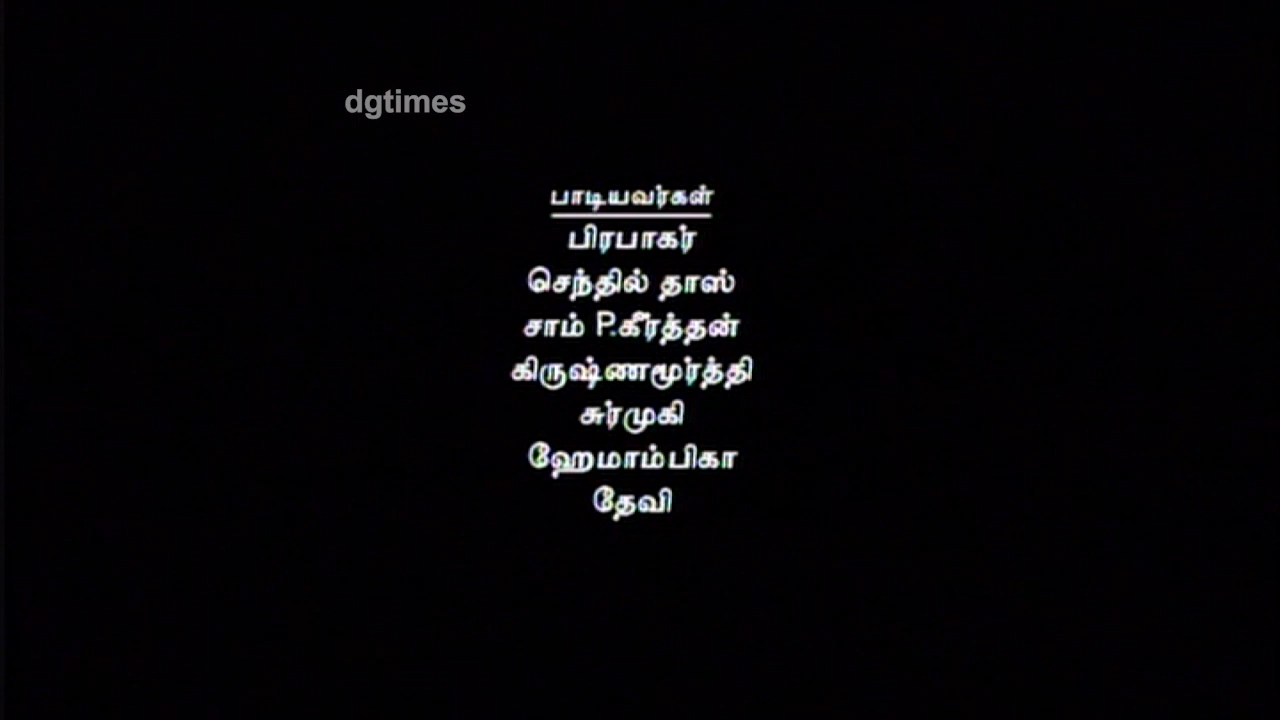 dgtimes
பாடியவர்கள்
பிரபாகர்
செந்தில் தாஸ்
சாம் P.கீர்த்தன்
கிருஷ்ணமூர்த்தி
சுர்முகி
ஹேமாம்பிகா
தேவி